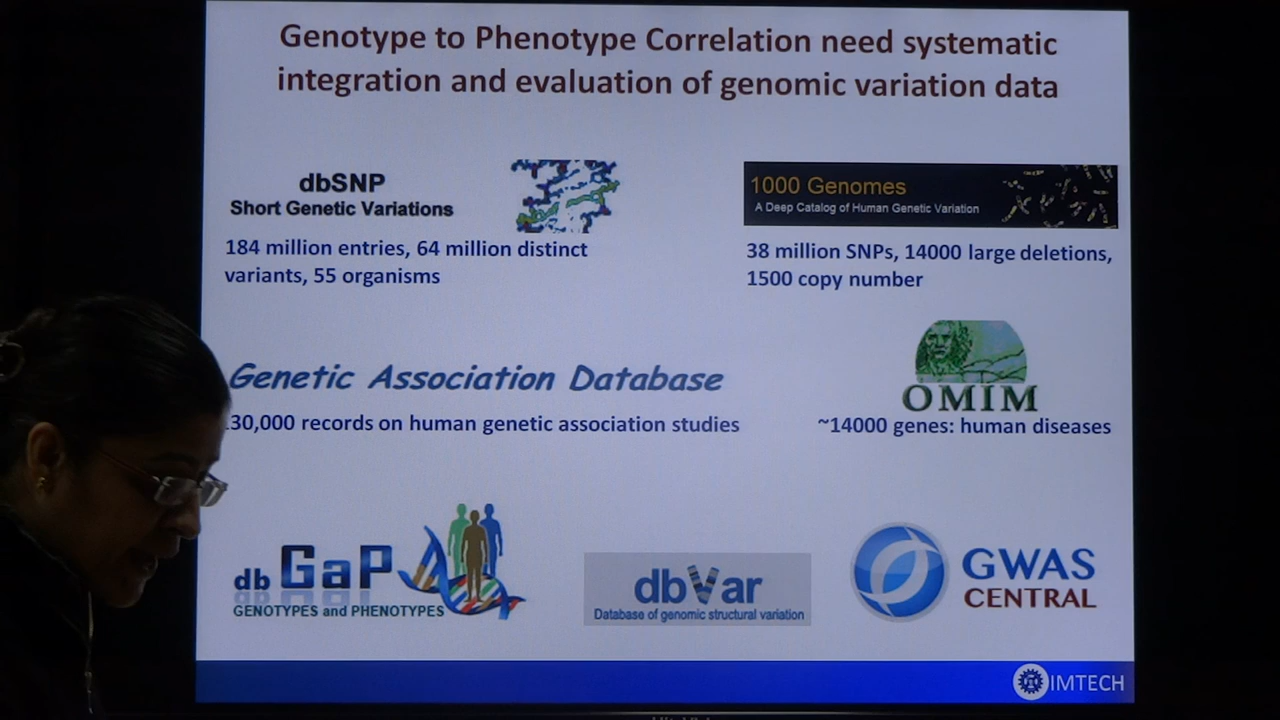 Genotype to Phenotype Correlation need systematic
integration and evaluation of genomic variation data
dbSNP
Short Genetic Variations
184 million entries, 64 million distinct
variants, 55 organisms
1000 Genomes
A Deep Catalog of Human Genetic Variation
38 million SNPs, 14000 large deletions,
1500 copy number
Genetic Association Database
30,000 records on human genetic association studies
OMIM
~14000 genes: human diseases
db GaP
GENOTYPES and PHENOTYPES
dbVar
Database of genomic structural variation
GWAS
CENTRAL
IMTECH